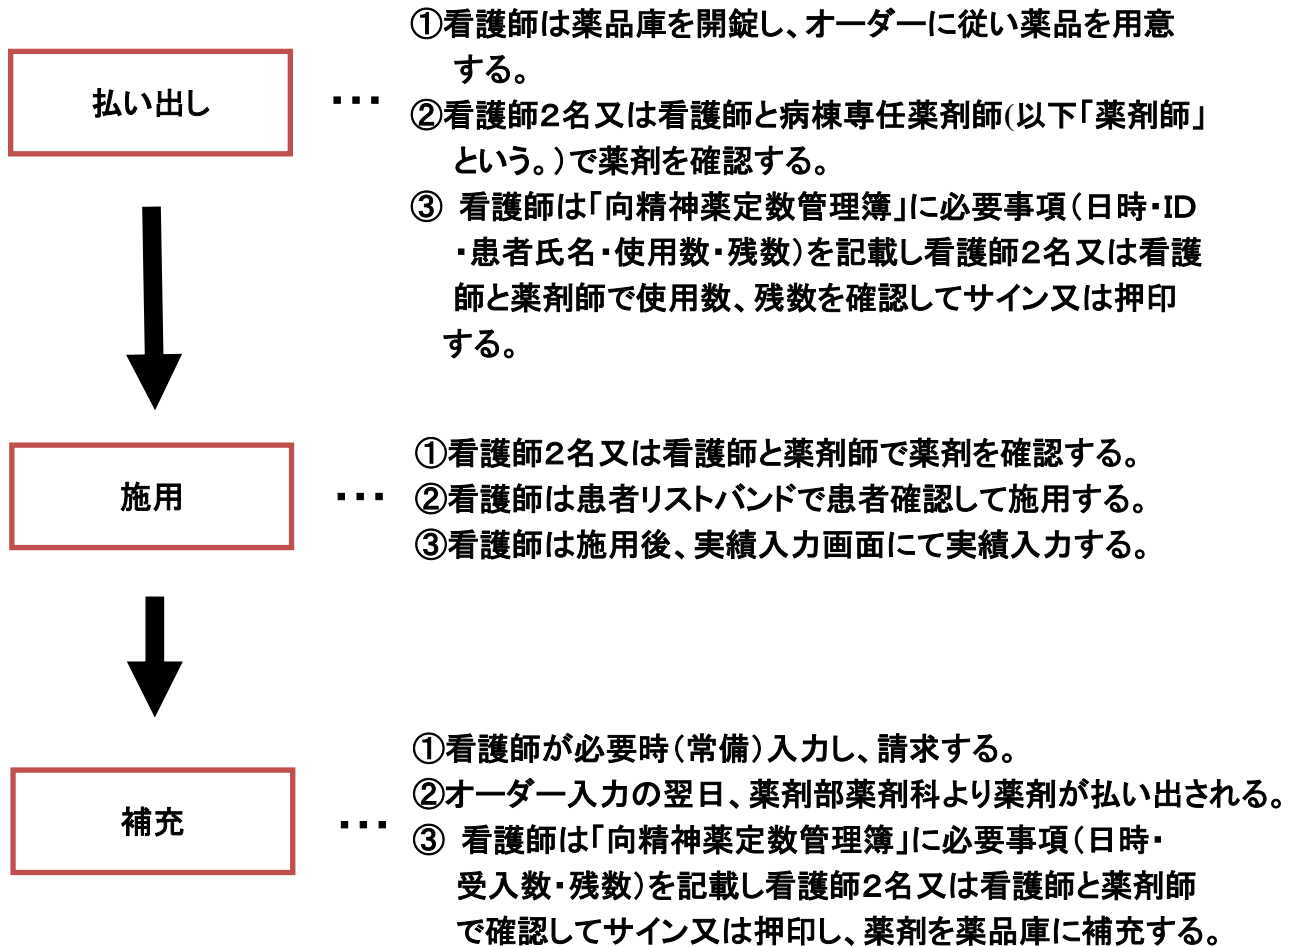 払い出し
・・・
①看護師は薬品庫を開錠し、オーダーに従い薬品を用意
する。
②看護師２名又は看護師と病棟専任薬剤師(以下「薬剤師」
という。）で薬剤を確認する。
③ 看護師は「向精神薬定数管理簿」に必要事項（日時・ＩＤ
・患者氏名・使用数・残数）を記載し看護師２名又は看護
師と薬剤師で使用数、残数を確認してサイン又は押印
する。
施用
・・・
①看護師２名又は看護師と薬剤師で薬剤を確認する。
②看護師は患者リストバンドで患者確認して施用する。
③看護師は施用後、実績入力画面にて実績入力する。
補充
・・・
①看護師が必要時（常備）入力し、請求する。
②オーダー入力の翌日、薬剤部薬剤科より薬剤が払い出される。
③ 看護師は「向精神薬定数管理簿」に必要事項（日時・
受入数・残数）を記載し看護師２名又は看護師と薬剤師
で確認してサイン又は押印し、薬剤を薬品庫に補充する。